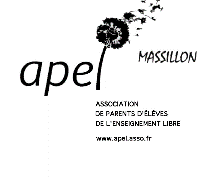 MASSILLON
apel
ASSOCIATION
DE PARENTS D'ÉLÈVES
DE L'ENSEIGNEMENT LIBRE
www.apel.asso.fr